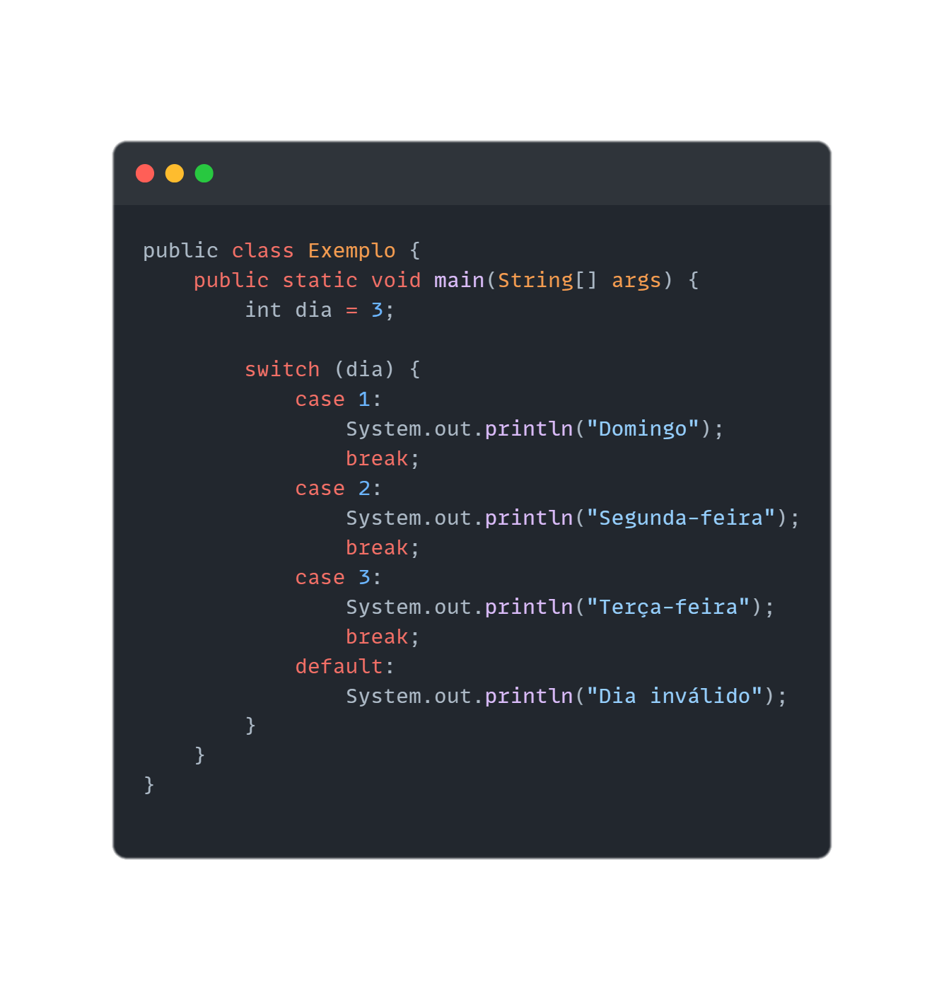 public class Exemplo {
    public static void main(String[] args) {
        int dia = 3;

        switch (dia) {
            case 1:
                System.out.println("Domingo");
                break;
            case 2:
                System.out.println("Segunda-feira");
                break;
            case 3:
                System.out.println("Terça-feira");
                break;
            default:
                System.out.println("Dia inválido");
        }
    }
}